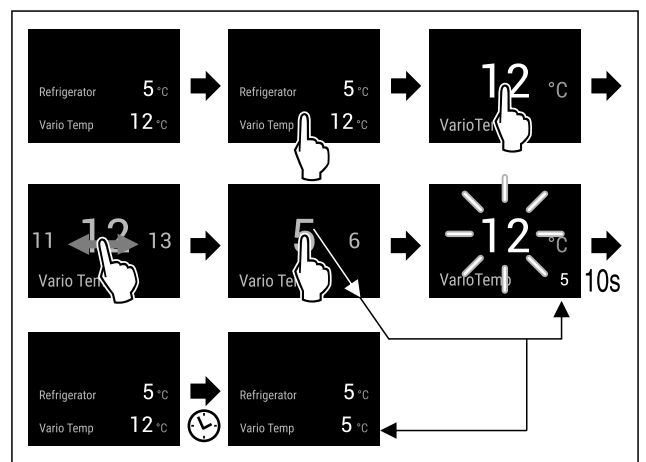 Refrigerator 5 °C
Vario Temp 12 °C
Refrigerator 5 °C
Vario Temp 12 °C
12 °C
VarioTemp
11 12 13
Vario Temp
5 6
Vario Temp
12 °C
VarioTemp 5
10s
Refrigerator 5 °C
Vario Temp 12 °C
Refrigerator 5 °C
Vario Temp 5 °C